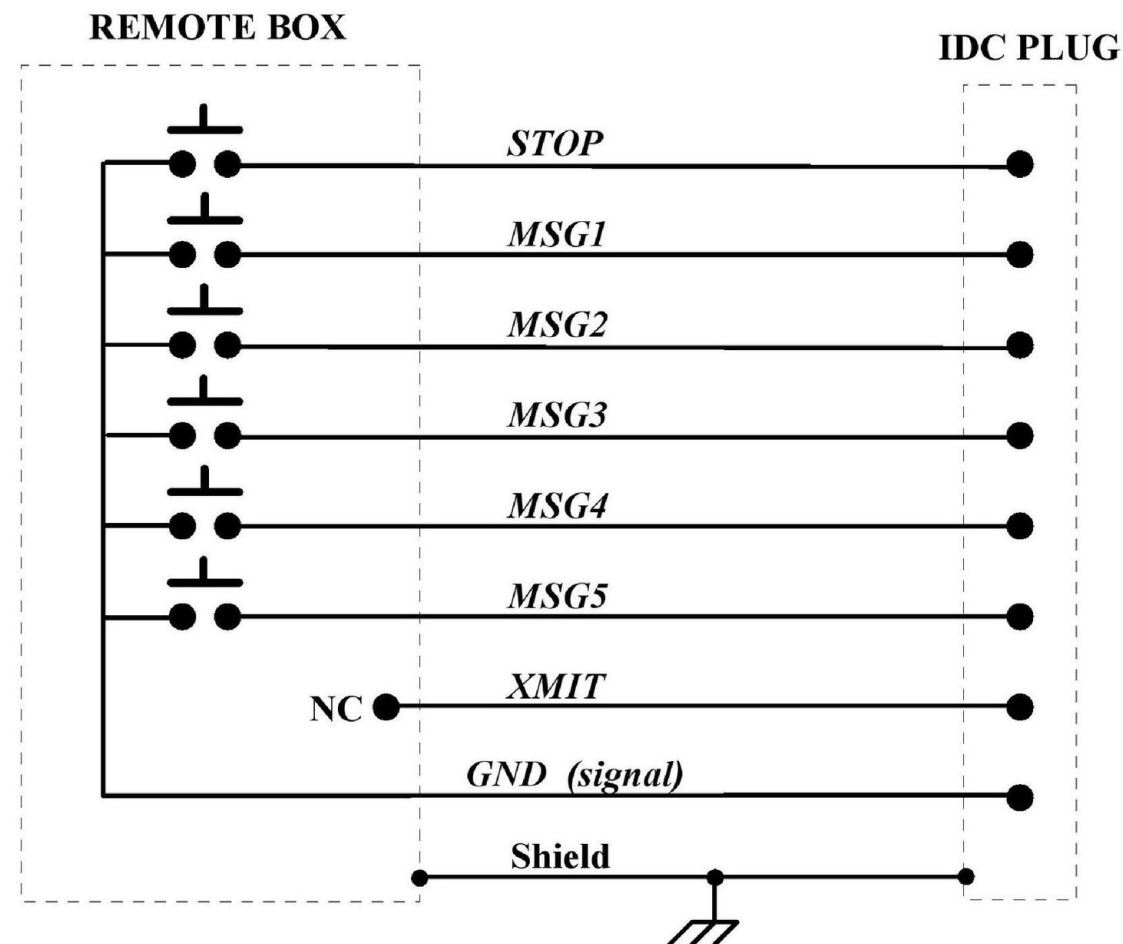 REMOTE BOX
IDC PLUG
STOP
MSG1
MSG2
MSG3
MSG4
MSG5
NC
XMIT
GND (signal)
Shield